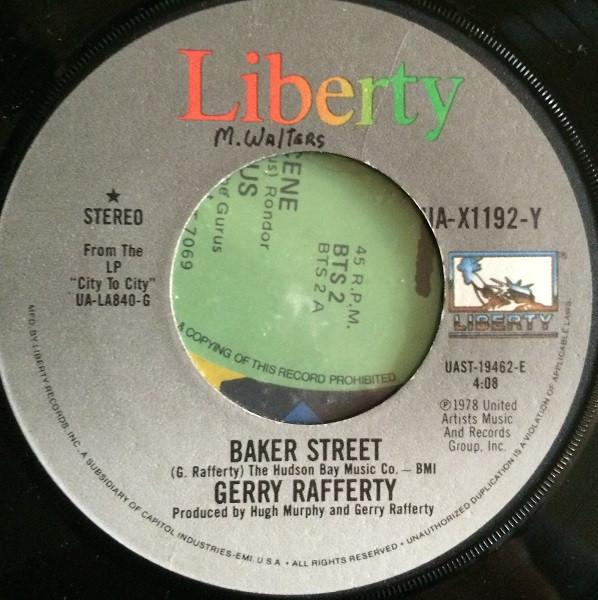 Liberty
M. Walters
★
STEREO
From The
LP
"City To City"
UA-LA840-G
UA-X1192-Y
LIBERTY
®
UAST-19462-E
4:08
℗1978 United
Artists Music
And Records
Group, Inc.
45 R.P.M.
BTS 2
BTS 2 A
Rondor
Gurus
7069
COPYING OF THIS RECORD PROHIBITED
BAKER STREET
(G. Rafferty) The Hudson Bay Music Co. – BMI
GERRY RAFFERTY
Produced by Hugh Murphy and Gerry Rafferty
MFD. BY LIBERTY RECORDS, INC. • A SUBSIDIARY OF CAPITOL INDUSTRIES-EMI. U.S.A • ALL RIGHTS RESERVED • UNAUTHORIZED DUPLICATION IS A VIOLATION OF APPLICABLE LAWS.